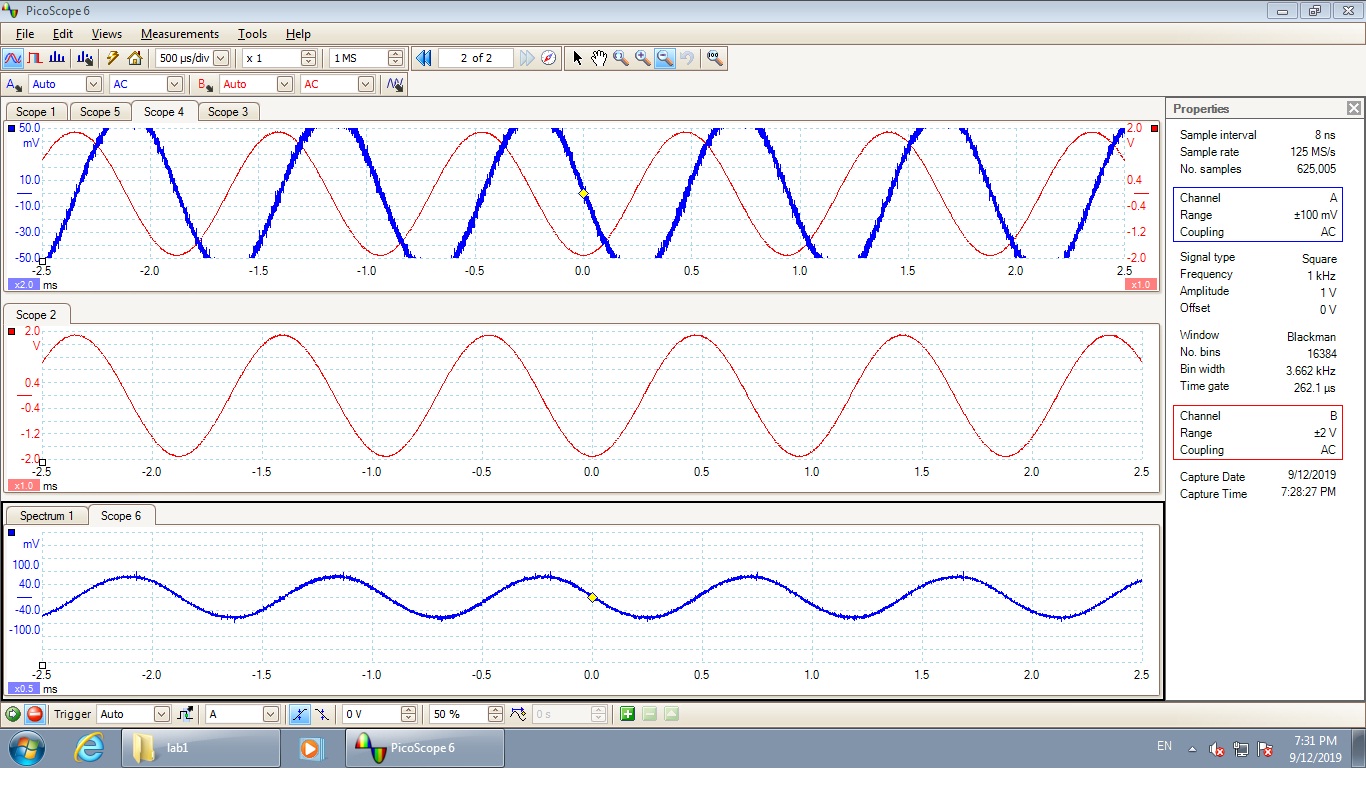 PicoScope 6
File Edit Views Measurements Tools Help
500 µs/div x 1 1 MS 2 of 2
A Auto AC B Auto AC
Scope 1 Scope 5 Scope 4 Scope 3
50.0 2.0
mV V
10.0 0.4
-10.0 -0.4
-30.0 -1.2
-50.0 -2.0
-2.5 -2.0 -1.5 -1.0 -0.5 0.0 0.5 1.0 1.5 2.0 2.5
x2.0 ms x1.0
Scope 2
2.0
V
0.4
-0.4
-1.2
-2.0
-2.5 -2.0 -1.5 -1.0 -0.5 0.0 0.5 1.0 1.5 2.0 2.5
x1.0 ms
Spectrum 1 Scope 6
mV
100.0
40.0
-40.0
-100.0
-2.5 -2.0 -1.5 -1.0 -0.5 0.0 0.5 1.0 1.5 2.0 2.5
x0.5 ms
Properties
Sample interval 8 ns
Sample rate 125 MS/s
No. samples 625,005
Channel A
Range ±100 mV
Coupling AC
Signal type Square
Frequency 1 kHz
Amplitude 1 V
Offset 0 V
Window Blackman
No. bins 16384
Bin width 3.662 kHz
Time gate 262.1 µs
Channel B
Range ±2 V
Coupling AC
Capture Date 9/12/2019
Capture Time 7:28:27 PM
Trigger Auto A 0 V 50 % 0 s
lab1 PicoScope 6 EN 7:31 PM
9/12/2019